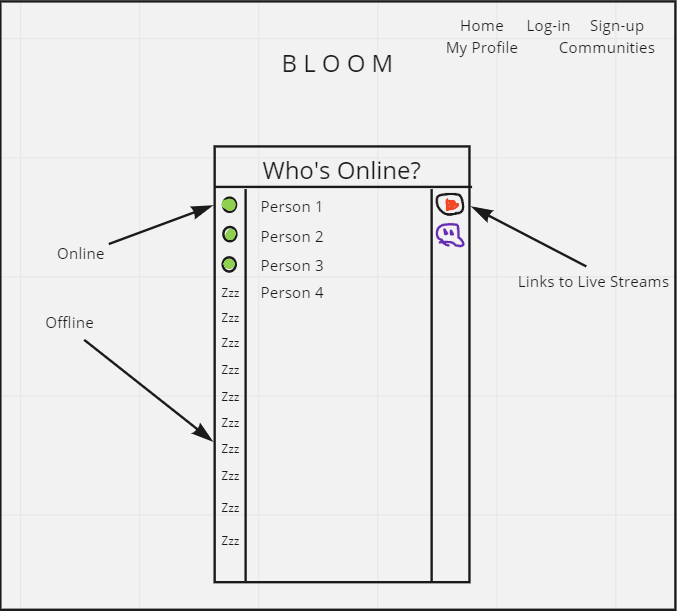 Home Log-in Sign-up
My Profile Communities
BLOOM
Who's Online?
Person 1
Person 2
Online
Person 3
Links to Live Streams
Zzz Person 4
Zzz
Offline
Zzz
Zzz
Zzz
Zzz
Zzz
Zzz
Zzz
Zzz